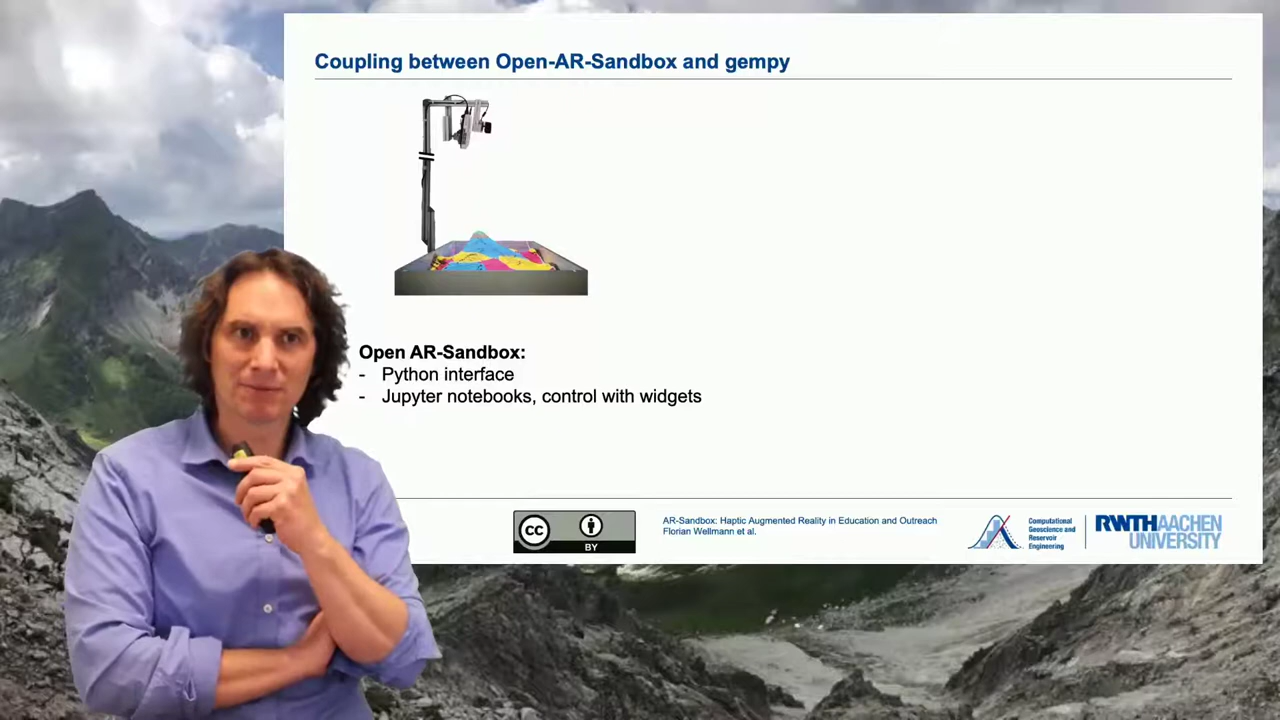 Coupling between Open-AR-Sandbox and gempy
Open AR-Sandbox:
- Python interface
- Jupyter notebooks, control with widgets
cc
BY
AR-Sandbox: Haptic Augmented Reality in Education and Outreach
Florian Wellmann et al.
Computational
Geoscience and
Reservoir
Engineering
RWTHAACHEN
UNIVERSITY